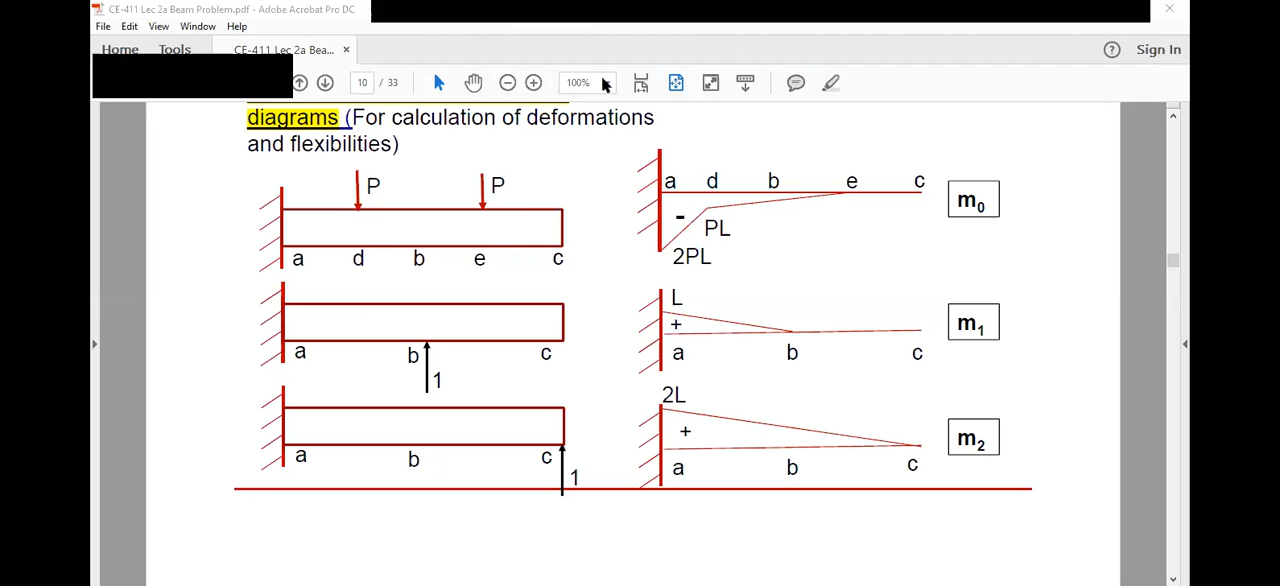 CE-411 Lec 2a Beam Problem.pdf - Adobe Acrobat Pro DC
File Edit View Window Help
Home Tools CE-411 Lec 2a Bea... × Sign In
10 / 33 100%
diagrams (For calculation of deformations
and flexibilities)
P P
a d b e c
a d b e c
-
PL
2PL
m0
a b c
1
L
+
a b c
m1
a b c
1
2L
+
a b c
m2